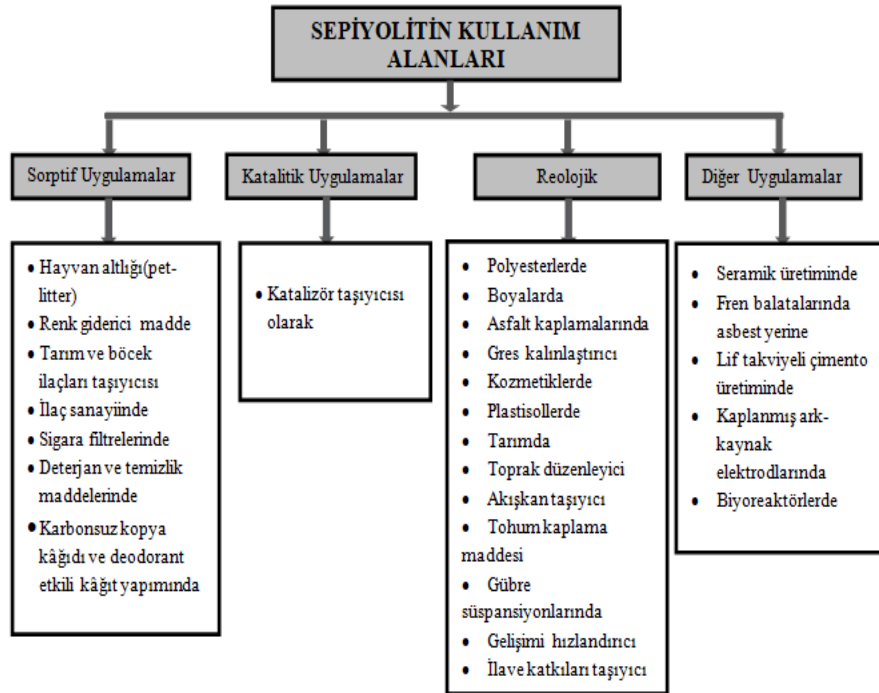 SEPİYOLİTİN KULLANIM
ALANLARI
Sorptif Uygulamalar
Katalitik Uygulamalar
Reolojik
Diğer Uygulamalar
• Hayvan altlığı(pet-
litter)
• Renk giderici madde
• Tarım ve böcek
ilaçları taşıyıcısı
• İlaç sanayiinde
• Sigara filtrelerinde
• Deterjan ve temizlik
maddelerinde
• Karbonsuz kopya
kâğıdı ve deodorant
etkili kâğıt yapımında
• Katalizör taşıyıcısı
olarak
• Polyesterlerde
• Boyalarda
• Asfalt kaplamalarında
• Gres kalınlaştırıcı
• Kozmetiklerde
• Plastisollerde
• Tarımda
• Toprak düzenleyici
• Akışkan taşıyıcı
• Tohum kaplama
maddesi
• Gübre
süspansiyonlarında
• Gelişimi hızlandırıcı
• İlave katkıları taşıyıcı
• Seramik üretiminde
• Fren balatalarında
asbest yerine
• Lif takviyeli çimento
üretiminde
• Kaplanmış ark-
kaynak
elektrodlarında
• Biyoreaktörlerde